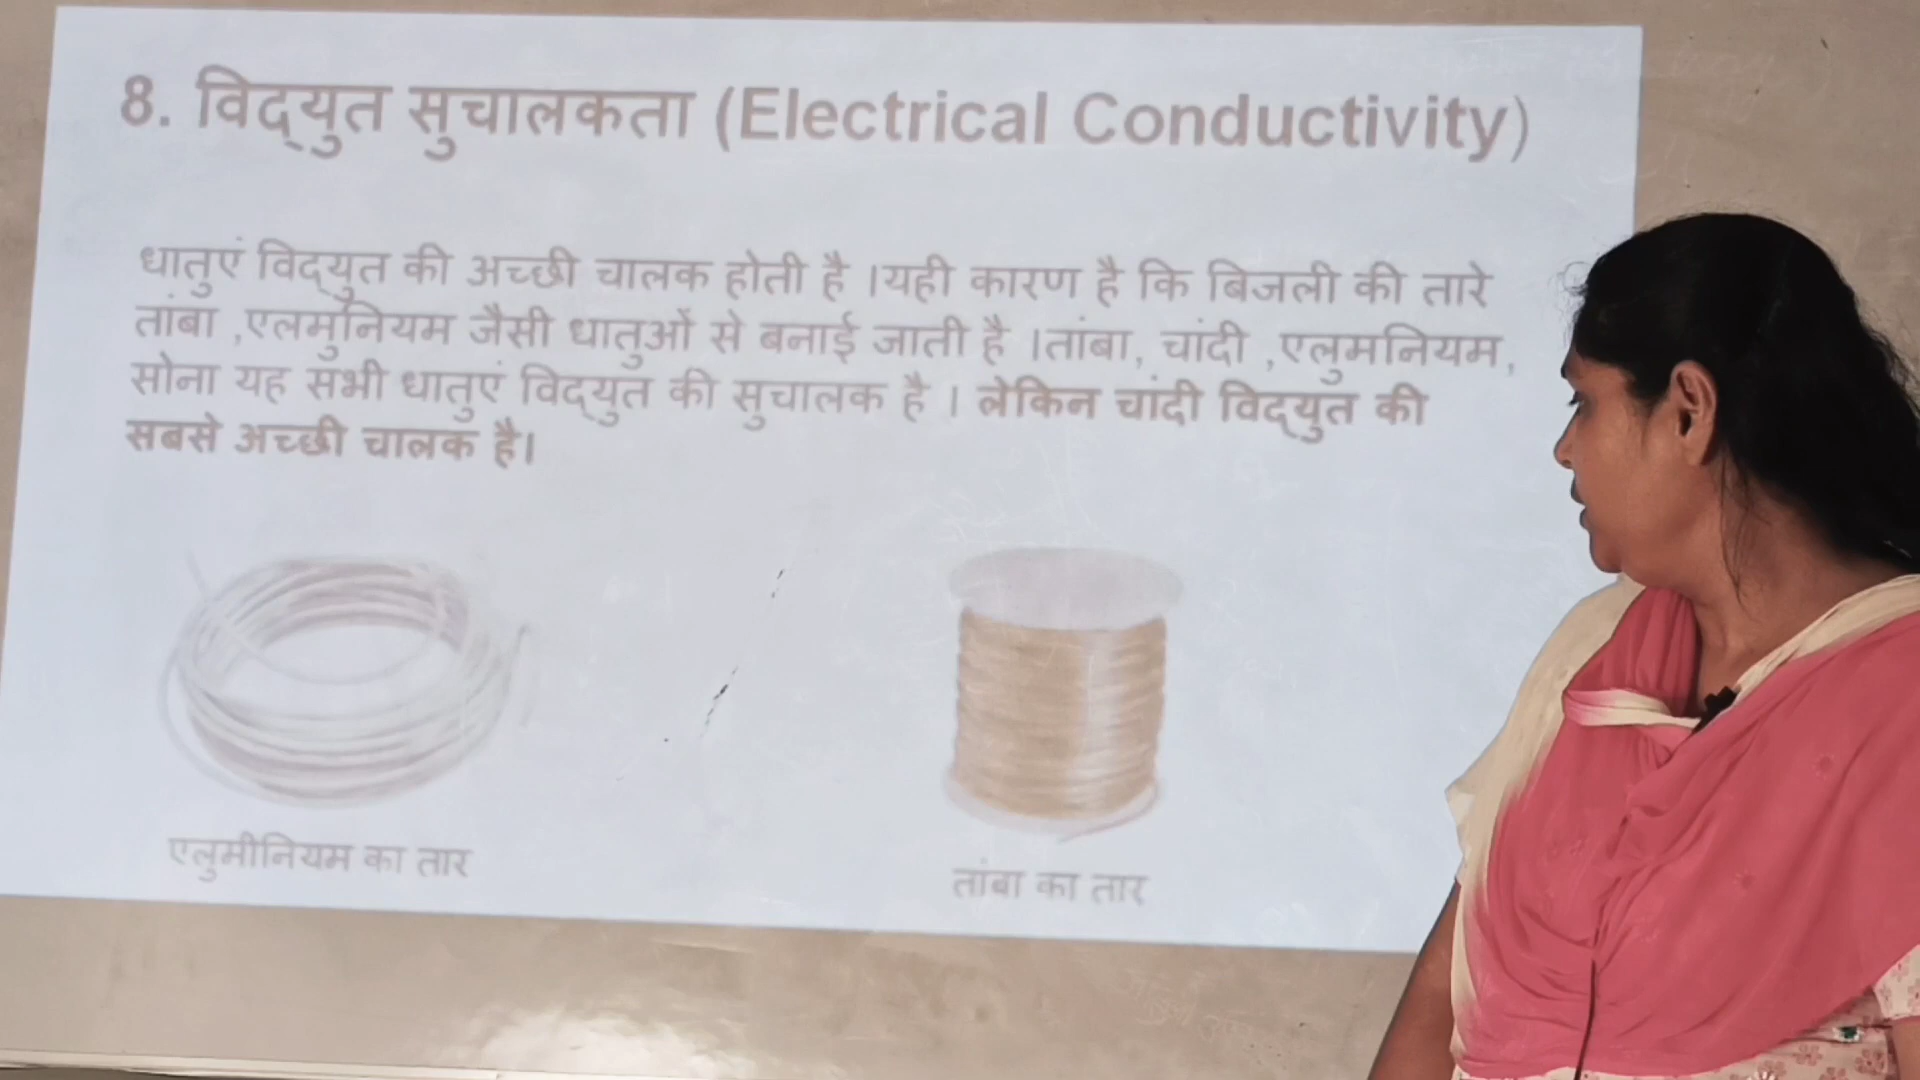 8. विद्युत सुचालकता (Electrical Conductivity)
धातुएं विद्युत की अच्छी चालक होती है ।यही कारण है कि बिजली की तारे
तांबा ,एलमुनियम जैसी धातुओं से बनाई जाती है ।तांबा, चांदी ,एलुमनियम,
सोना यह सभी धातुएं विद्युत की सुचालक है । लेकिन चांदी विद्युत की
सबसे अच्छी चालक है।
एलुमीनियम का तार
तांबा का तार